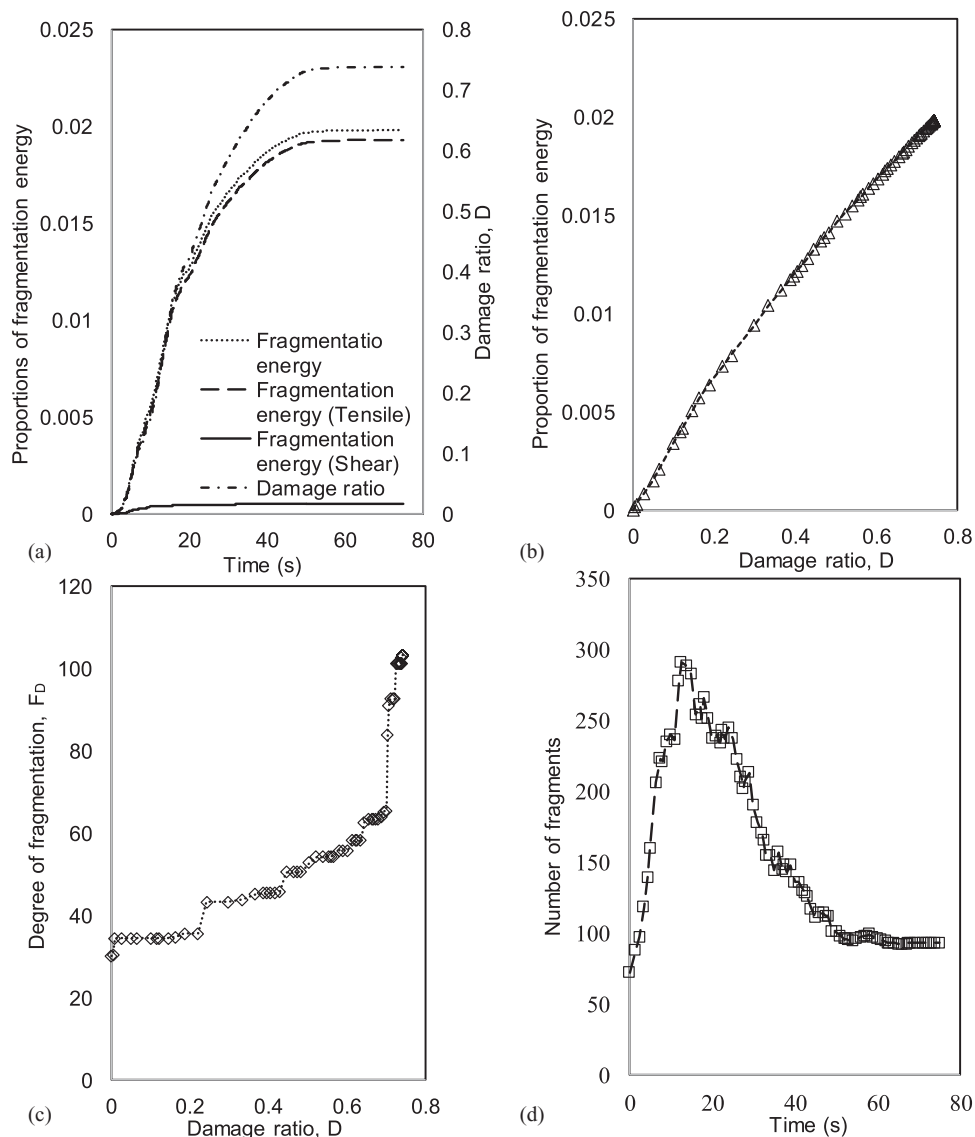 Proportions of fragmentation energy
0.025
0.02
0.015
0.01
0.005
0
0.8
0.7
0.6
0.5
0.4
0.3
0.2
0.1
0
Damage ratio, D
Fragmentatio
energy
Fragmentation
energy (Tensile)
Fragmentation
energy (Shear)
Damage ratio
0 20 40 60 80
Time (s)
(a)
Proportion of fragmentation energy
0.025
0.02
0.015
0.01
0.005
0
0 0.2 0.4 0.6 0.8
Damage ratio, D
(b)
Degree of fragmentation, FD
120
100
80
60
40
20
0
0 0.2 0.4 0.6 0.8
Damage ratio, D
(c)
Number of fragments
350
300
250
200
150
100
50
0
0 20 40 60 80
Time (s)
(d)